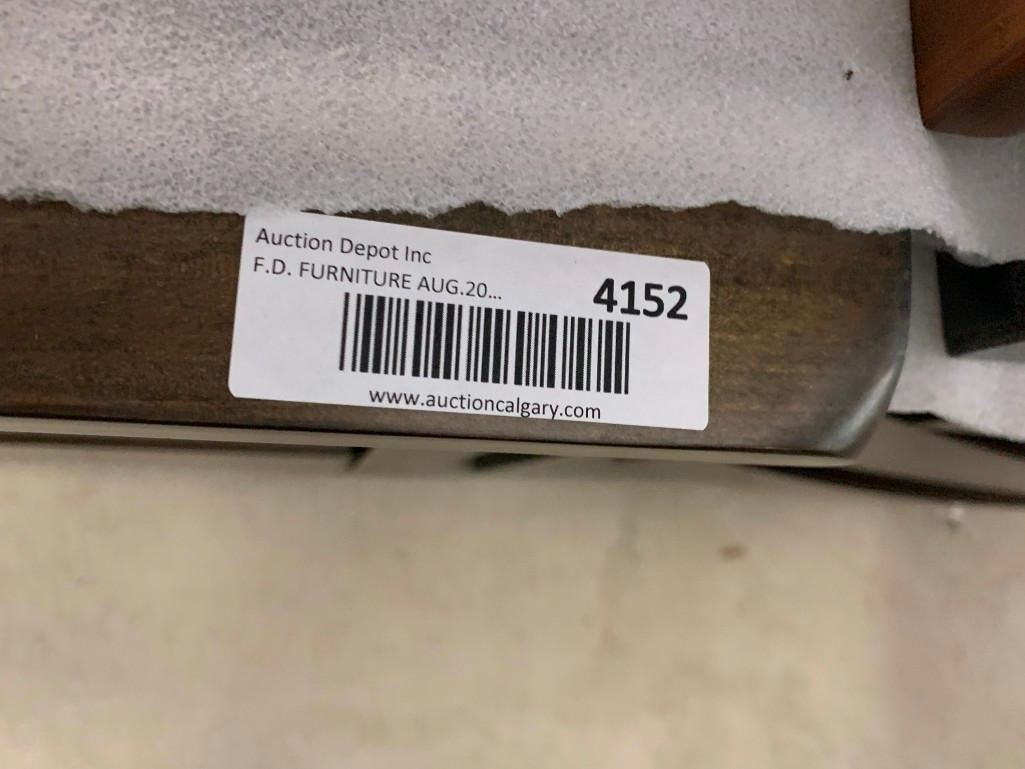 Auction Depot Inc
F.D. FURNITURE AUG.20...
4152
www.auctioncalgary.com